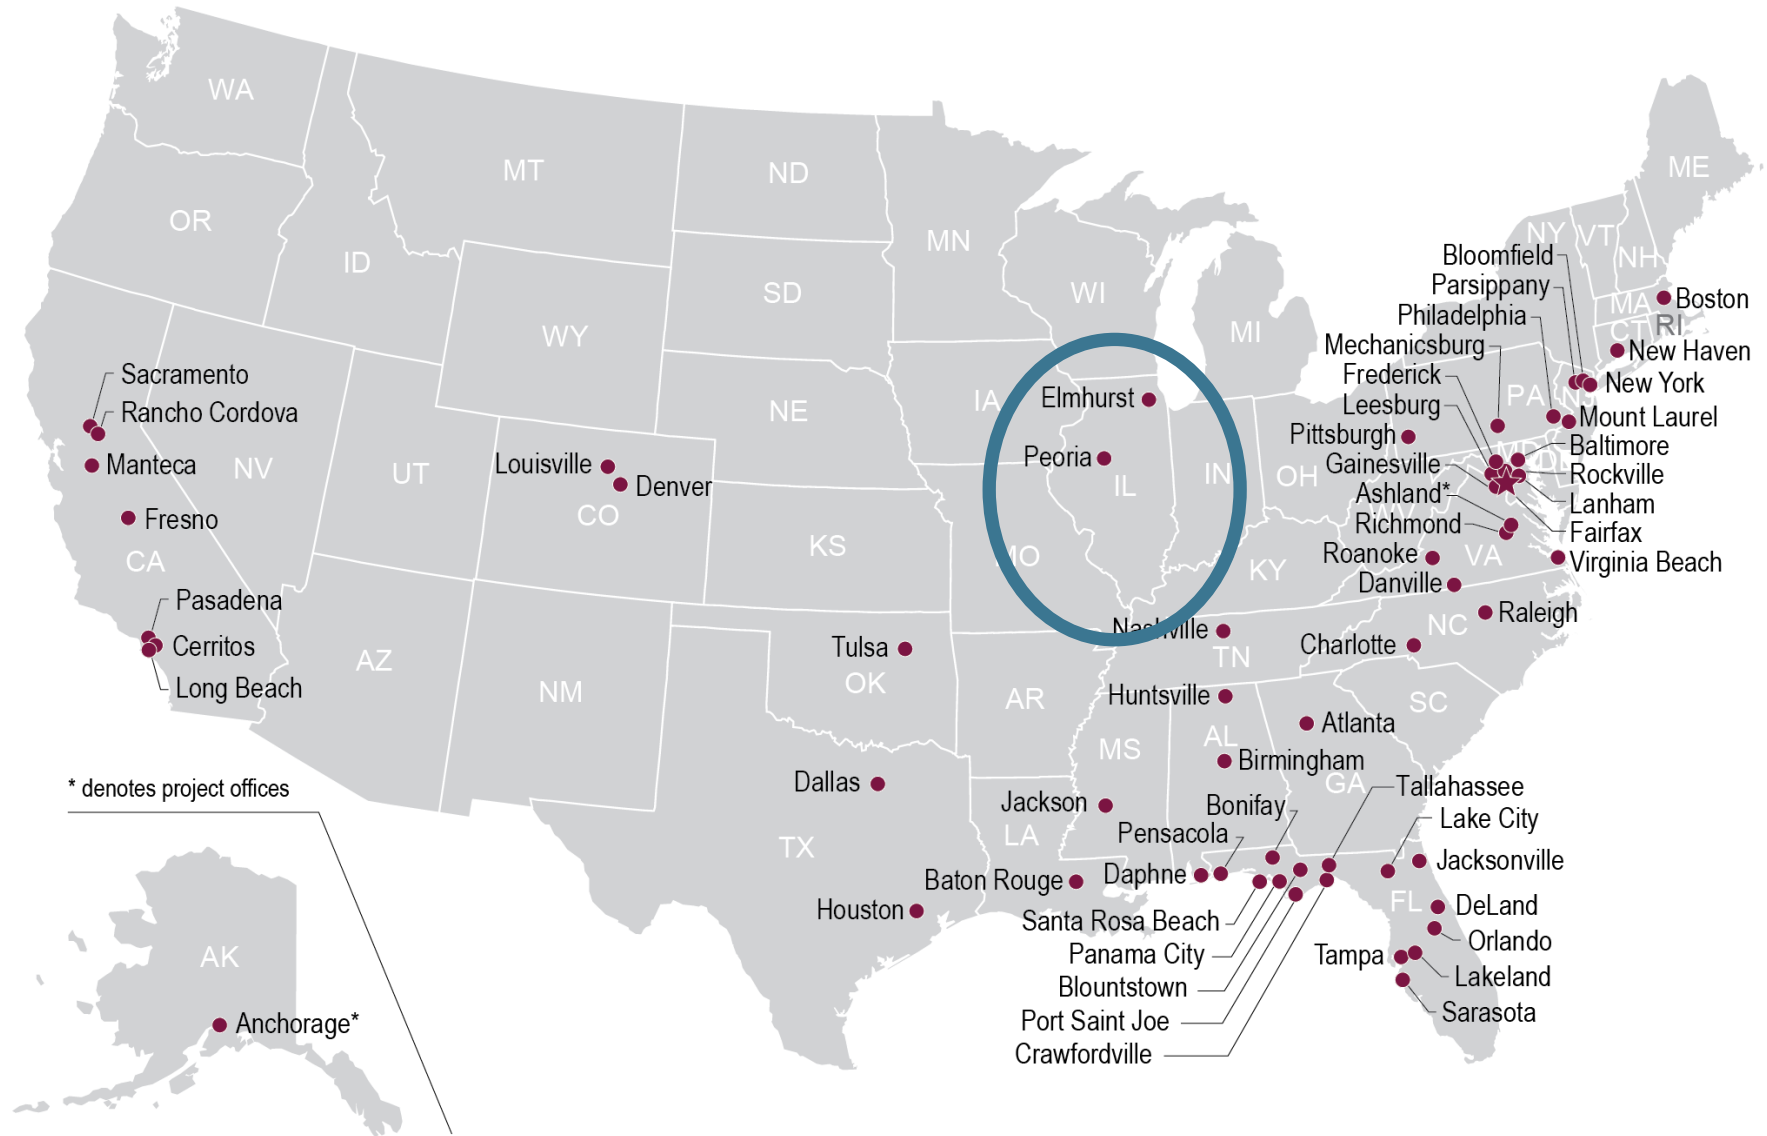 WA
MT
ND
MN
ME
OR
ID
SD
WI
MI
NY
VT
NH
WY
MA
Boston
CT
RI
New Haven
Bloomfield
Parsippany
Philadelphia
Mechanicsburg
Frederick
Leesburg
Pittsburgh
Gainesville
Ashland*
Richmond
Roanoke
Danville
New York
PA
NJ
Mount Laurel
Baltimore
MD
DE
Rockville
Lanham
Fairfax
Virginia Beach
WV
VA
Sacramento
Rancho Cordova
Manteca
Fresno
CA
NV
UT
Louisville
Denver
CO
NE
IA
Elmhurst
Peoria
IL
IN
OH
KS
MO
KY
Pasadena
Cerritos
Long Beach
AZ
NM
Tulsa
OK
AR
Nashville
TN
Raleigh
NC
Charlotte
SC
Huntsville
AL
Birmingham
Atlanta
GA
MS
Jackson
LA
Dallas
TX
Houston
Baton Rouge
Bonifay
Pensacola
Daphne
Santa Rosa Beach
Panama City
Blountstown
Port Saint Joe
Crawfordville
Tallahassee
Lake City
Jacksonville
FL
DeLand
Orlando
Tampa
Lakeland
Sarasota
* denotes project offices
AK
Anchorage*